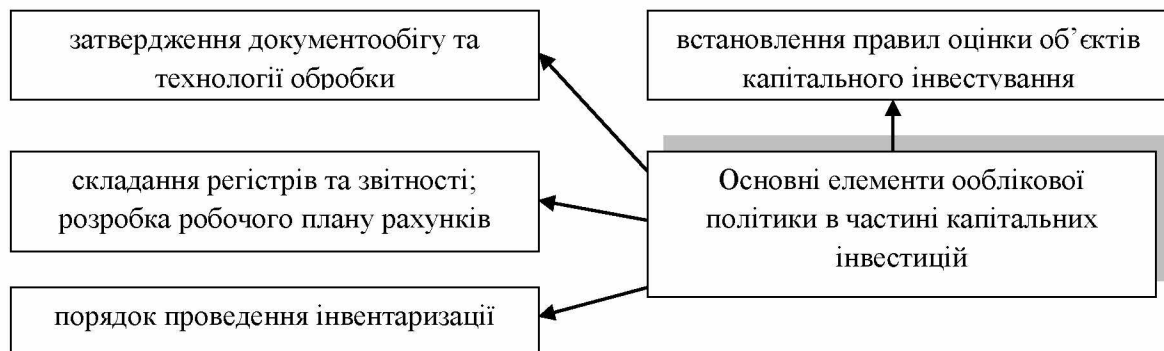 затвердження документообігу та
технології обробки
встановлення правил оцінки об’єктів
капітального інвестування
складання регістрів та звітності;
розробка робочого плану рахунків
Основні елементи ооблікової
політики в частині капітальних
інвестицій
порядок проведення інвентаризації